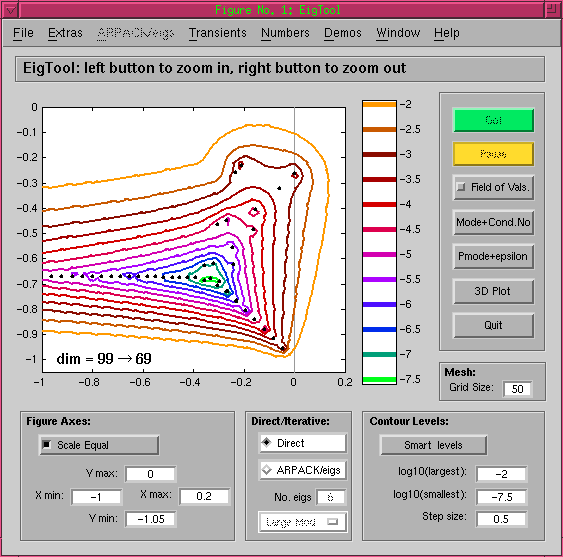 Figure No. 1: EigTool
File Extras ARPACK/eigs Transients Numbers Demos Window Help
EigTool: left button to zoom in, right button to zoom out
0
-0.1
-0.2
-0.3
-0.4
-0.5
-0.6
-0.7
-0.8
-0.9
-1
-1 -0.8 -0.6 -0.4 -0.2 0 0.2
dim = 99 → 69
-2
-2.5
-3
-3.5
-4
-4.5
-5
-5.5
-6
-6.5
-7
-7.5
Go!
Pause
Field of Vals.
Mode+Cond.No
Pmode+epsilon
3D Plot
Quit
Mesh:
Grid Size: 50
Figure Axes:
Scale Equal
Y max: 0
X min: -1 X max: 0.2
Y min: -1.05
Direct/Iterative:
Direct
ARPACK/eigs
No. eigs 6
Large Mod
Contour Levels:
Smart levels
log10(largest): -2
log10(smallest): -7.5
Step size: 0.5